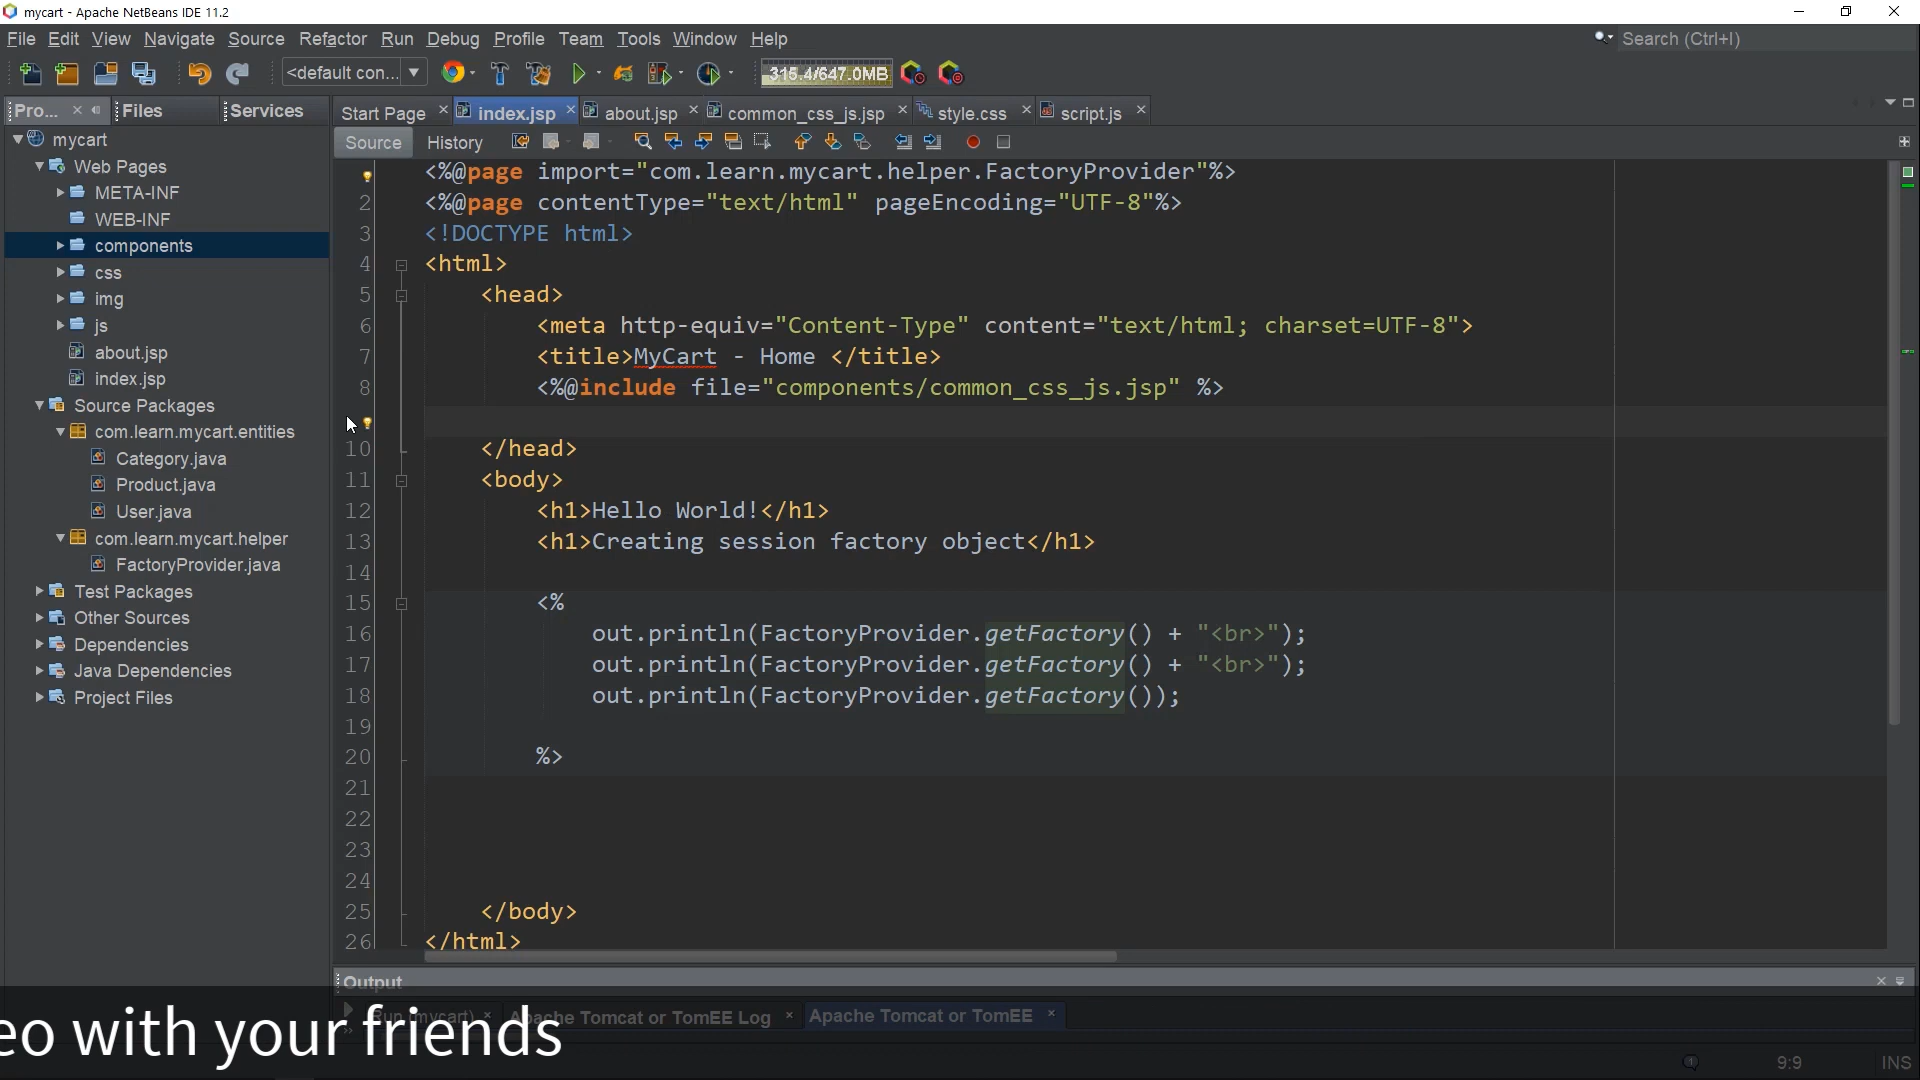 mycart - Apache NetBeans IDE 11.2
File Edit View Navigate Source Refactor Run Debug Profile Team Tools Window Help Search (Ctrl+I)
<default con... 315.4/647.0MB
Pro... Files Services
mycart
Web Pages
META-INF
WEB-INF
components
css
img
js
about.jsp
index.jsp
Source Packages
com.learn.mycart.entities
Category.java
Product.java
User.java
com.learn.mycart.helper
FactoryProvider.java
Test Packages
Other Sources
Dependencies
Java Dependencies
Project Files
Start Page index.jsp about.jsp common_css_js.jsp style.css script.js
Source History
<%@page import="com.learn.mycart.helper.FactoryProvider"%>
2 <%@page contentType="text/html" pageEncoding="UTF-8"%>
3 <!DOCTYPE html>
4 <html>
5 <head>
6 <meta http-equiv="Content-Type" content="text/html; charset=UTF-8">
7 <title>MyCart - Home </title>
8 <%@include file="components/common_css_js.jsp" %>
10 </head>
11 <body>
12 <h1>Hello World!</h1>
13 <h1>Creating session factory object</h1>
14
15 <%
16 out.println(FactoryProvider.getFactory() + "<br>");
17 out.println(FactoryProvider.getFactory() + "<br>");
18 out.println(FactoryProvider.getFactory());
19
20 %>
21
22
23
24
25 </body>
26 </html>
Output
Run (mycart) Apache Tomcat or TomEE Log Apache Tomcat or TomEE
eo with your friends
9:9 INS